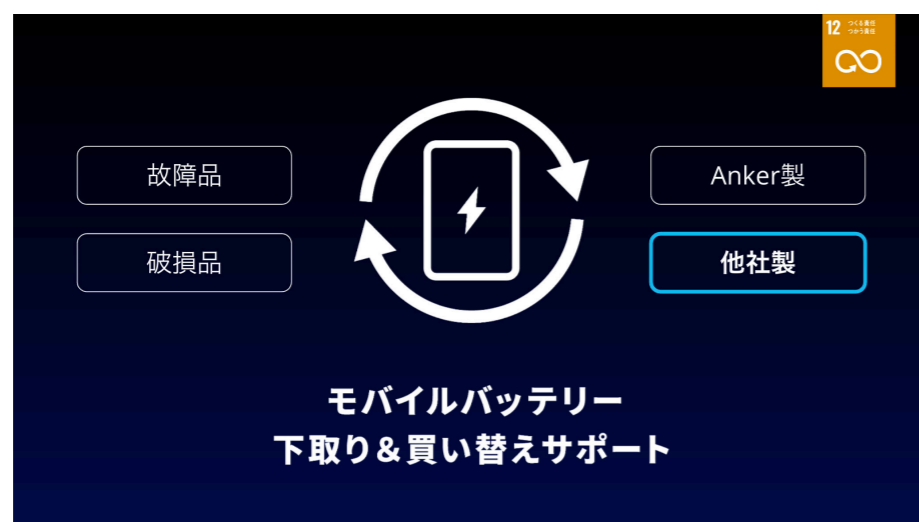 12 つくる責任
つかう責任
故障品
Anker製
破損品
他社製
モバイルバッテリー
下取り&買い替えサポート